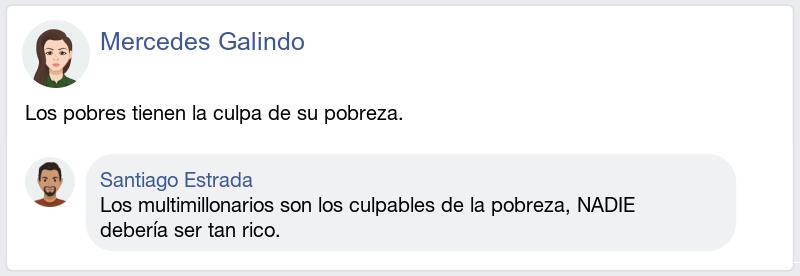 Mercedes Galindo
Los pobres tienen la culpa de su pobreza.
Santiago Estrada
Los multimillonarios son los culpables de la pobreza, NADIE
debería ser tan rico.